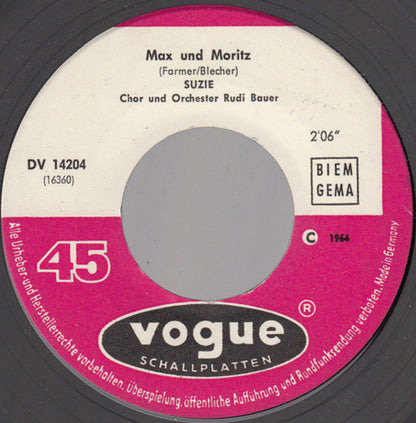 Max und Moritz
(Farmer/Blecher)
SUZIE
Chor und Orchester Rudi Bauer
2'06"
DV 14204
(16360)
BIEM
GEMA
45
℗ 1964
vogue ®
SCHALLPLATTEN
Alle Urheber- und Herstellerrechte vorbehalten. Überspielung, öffentliche Aufführung und Rundfunksendung verboten. Made in Germany